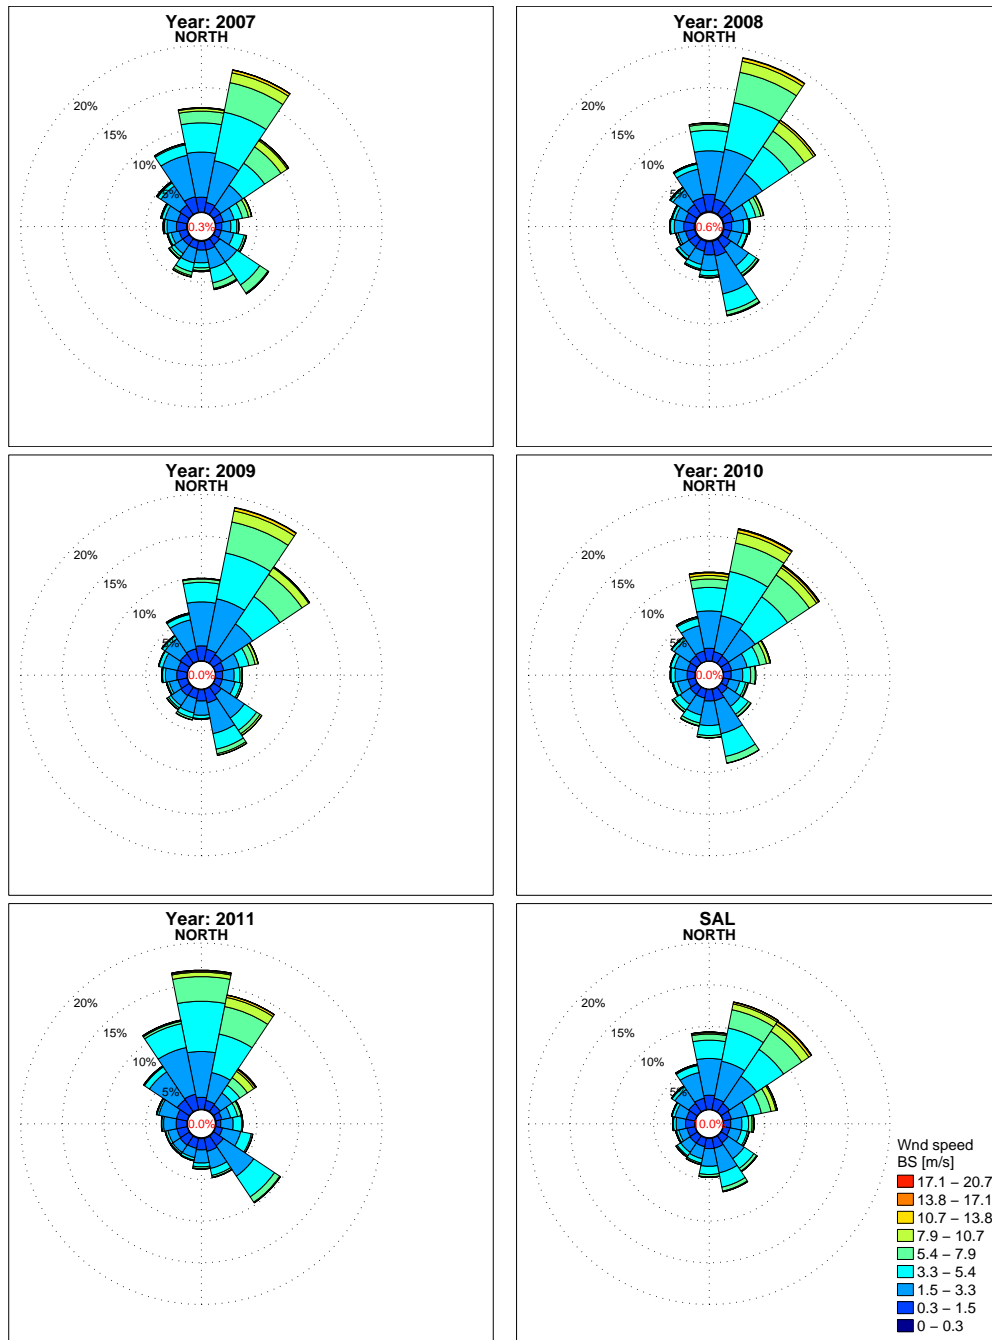 Year: 2007
NORTH
20%
15%
10%
5%
0.3%
Year: 2008
NORTH
20%
15%
10%
5%
0.6%
Year: 2009
NORTH
20%
15%
10%
5%
0.0%
Year: 2010
NORTH
20%
15%
10%
5%
0.0%
Year: 2011
NORTH
20%
15%
10%
5%
0.0%
SAL
NORTH
20%
15%
10%
5%
0.0%
Wnd speed
BS [m/s]
17.1 – 20.7
13.8 – 17.1
10.7 – 13.8
7.9 – 10.7
5.4 – 7.9
3.3 – 5.4
1.5 – 3.3
0.3 – 1.5
0 – 0.3